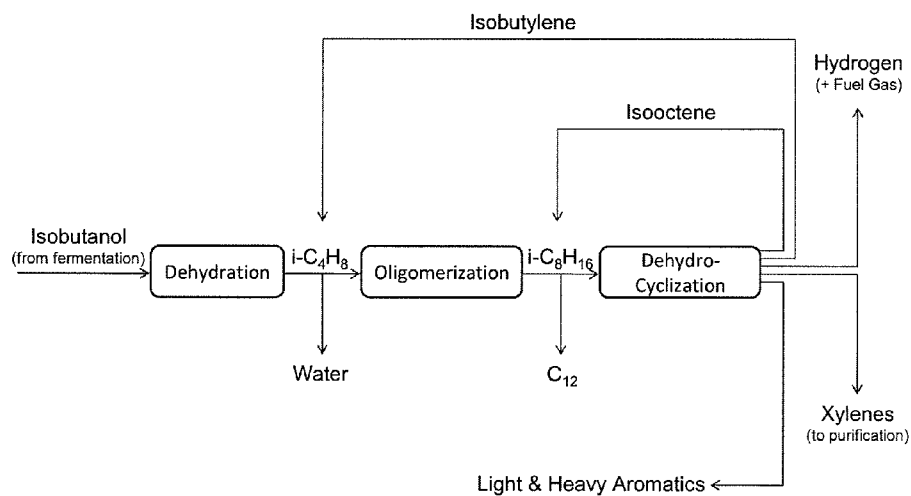 Isobutylene
Hydrogen
(+ Fuel Gas)
Isooctene
Isobutanol
(from fermentation)
Dehydration
i-C₄H₈
Oligomerization
i-C₈H₁₆
Dehydro-
Cyclization
Water
C₁₂
Xylenes
(to purification)
Light & Heavy Aromatics